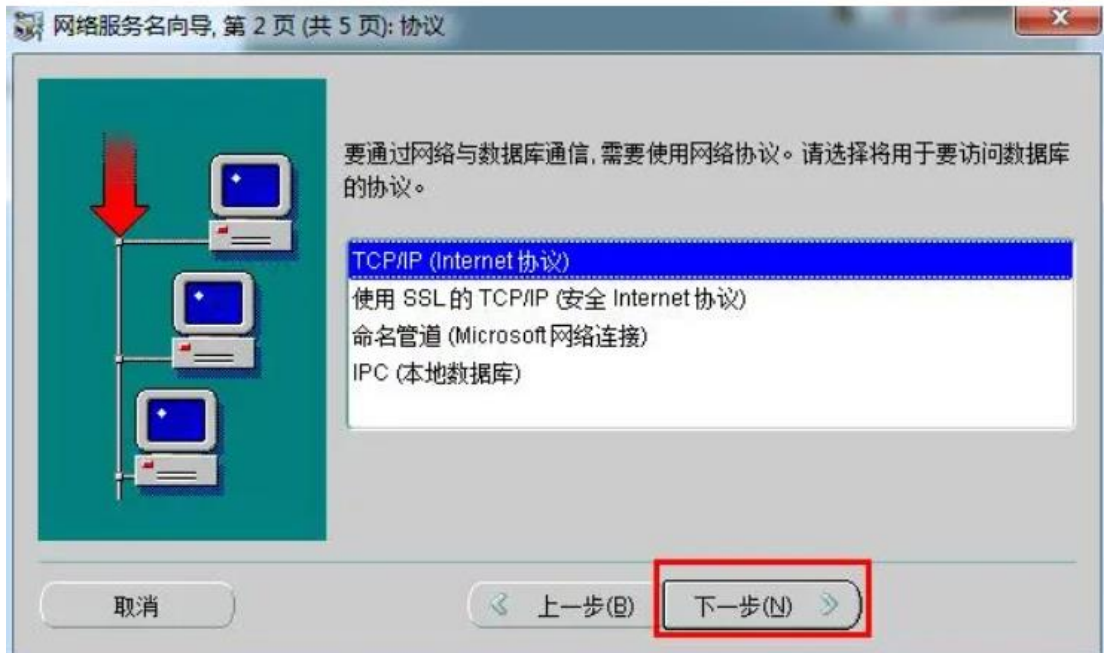 网络服务名向导, 第 2 页 (共 5 页): 协议
要通过网络与数据库通信, 需要使用网络协议。请选择将用于要访问数据库
的协议。
TCP/IP (Internet 协议)
使用 SSL 的 TCP/IP (安全 Internet 协议)
命名管道 (Microsoft 网络连接)
IPC (本地数据库)
取消
上一步(B)
下一步(N)